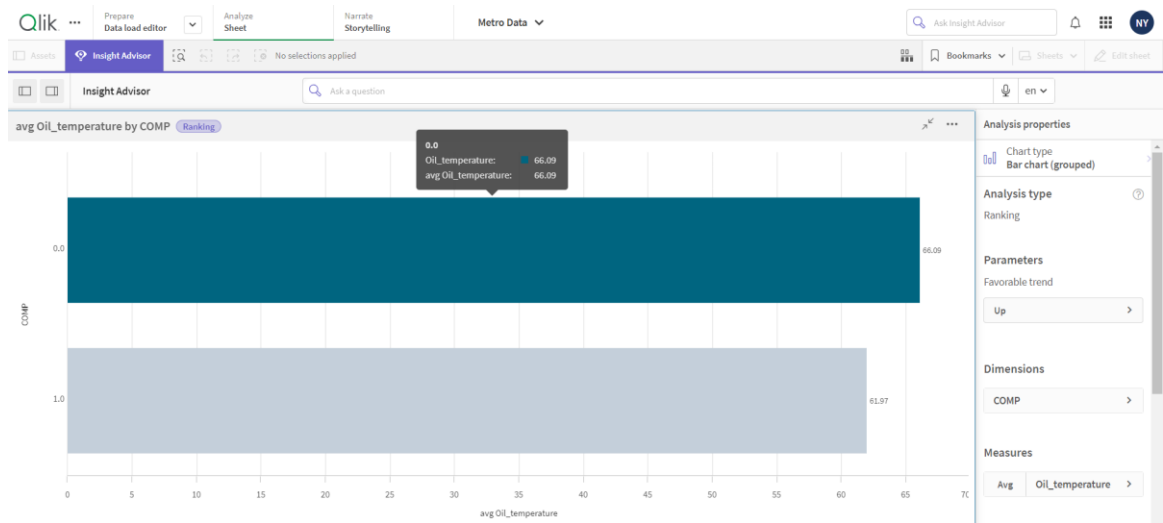 Qlik
Prepare
Data load editor
Analyze
Sheet
Narrate
Storytelling
Metro Data
Ask Insight Advisor
NY
Assets
Insight Advisor
No selections applied
Bookmarks
Sheets
Edit sheet
Insight Advisor
Ask a question
en
avg Oil_temperature by COMP Ranking
0.0
Oil_temperature: 66.09
avg Oil_temperature: 66.09
COMP
0.0
66.09
1.0
61.97
0 5 10 15 20 25 30 35 40 45 50 55 60 65 70
avg Oil_temperature
Analysis properties
Chart type
Bar chart (grouped)
Analysis type
Ranking
Parameters
Favorable trend
Up
Dimensions
COMP
Measures
Avg Oil_temperature